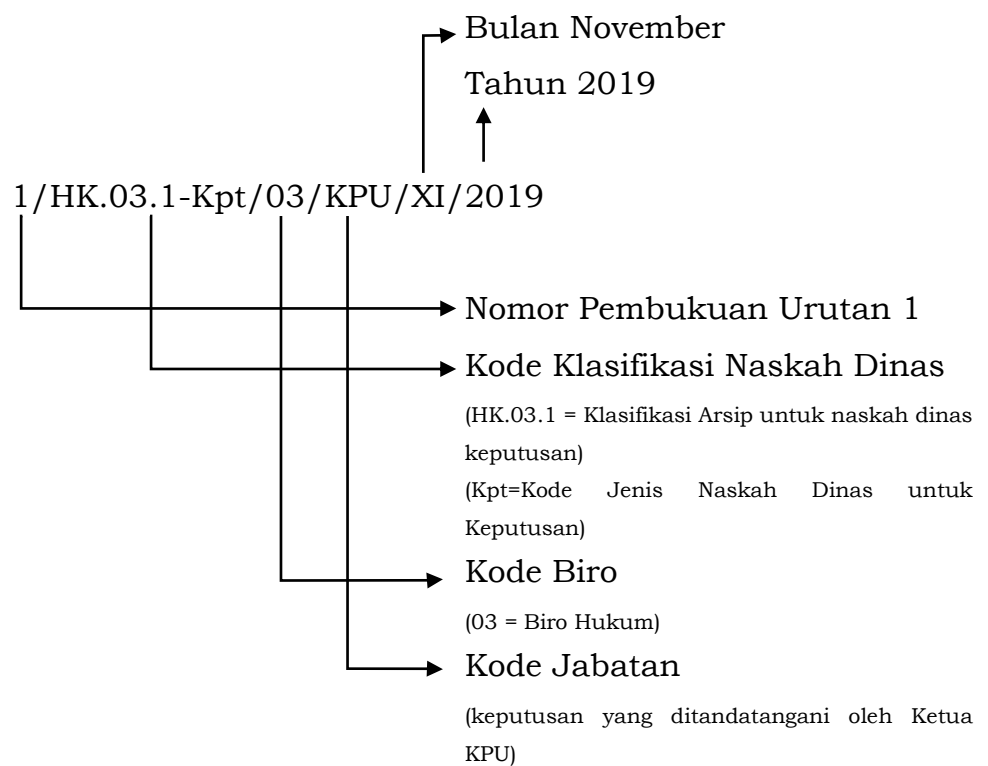 Bulan November
Tahun 2019
1/HK.03.1-Kpt/03/KPU/XI/2019
Nomor Pembukuan Urutan 1
Kode Klasifikasi Naskah Dinas
(HK.03.1 = Klasifikasi Arsip untuk naskah dinas
keputusan)
(Kpt=Kode Jenis Naskah Dinas untuk
Keputusan)
Kode Biro
(03 = Biro Hukum)
Kode Jabatan
(keputusan yang ditandatangani oleh Ketua
KPU)